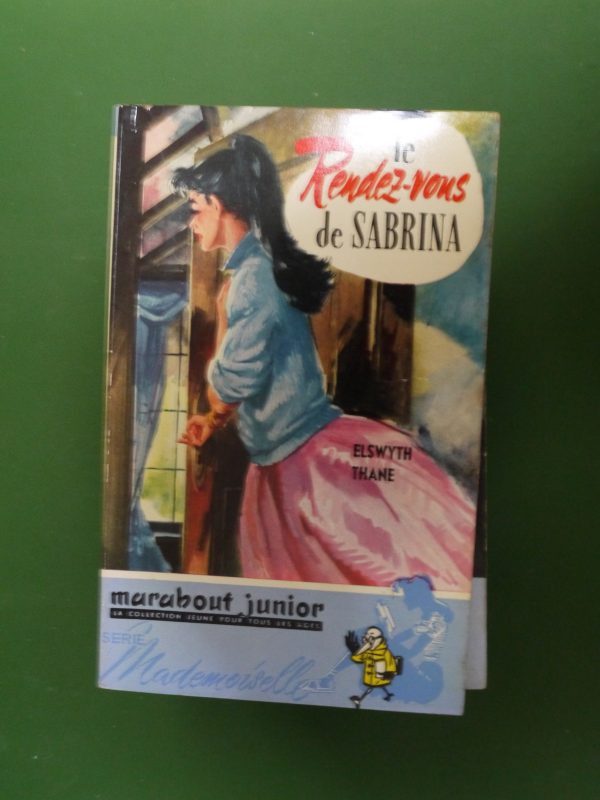 le
Rendez-vous
de SABRINA
ELSWYTH
THANE
marabout junior
LA COLLECTION JEUNE POUR TOUS LES AGES
SERIE
Mademoiselle